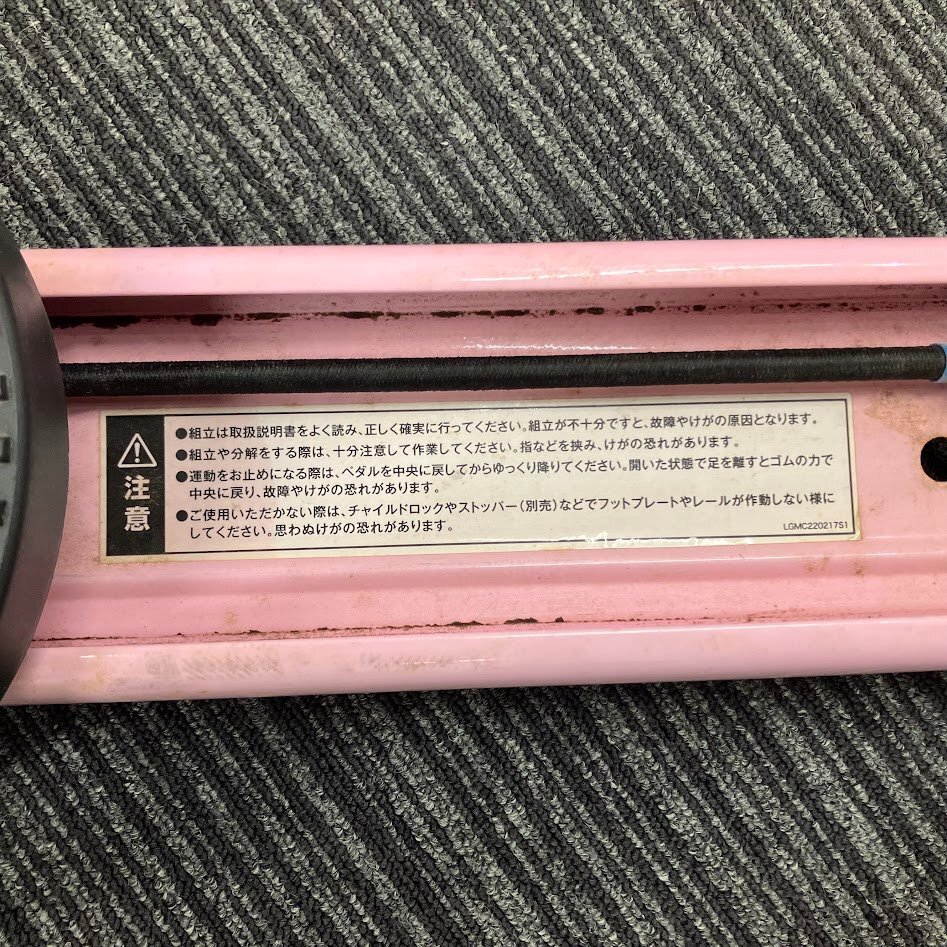 注意
●組立は取扱説明書をよく読み、正しく確実に行ってください。組立が不十分ですと、故障やけがの原因となります。
●組立や分解をする際は、十分注意して作業してください。指などを挟み、けがの恐れがあります。
●運動をお止めになる際は、ペダルを中央に戻してからゆっくり降りてください。開いた状態で足を離すとゴムの力で
中央に戻り、故障やけがの恐れがあります。
●ご使用いただかない際は、チャイルドロックやストッパー(別売)などでフットプレートやレールが作動しない様に
してください。思わぬけがの恐れがあります。
LGMC220217S1